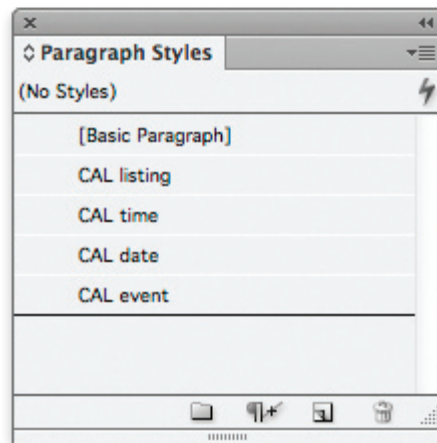 Paragraph Styles
(No Styles)
[Basic Paragraph]
CAL listing
CAL time
CAL date
CAL event